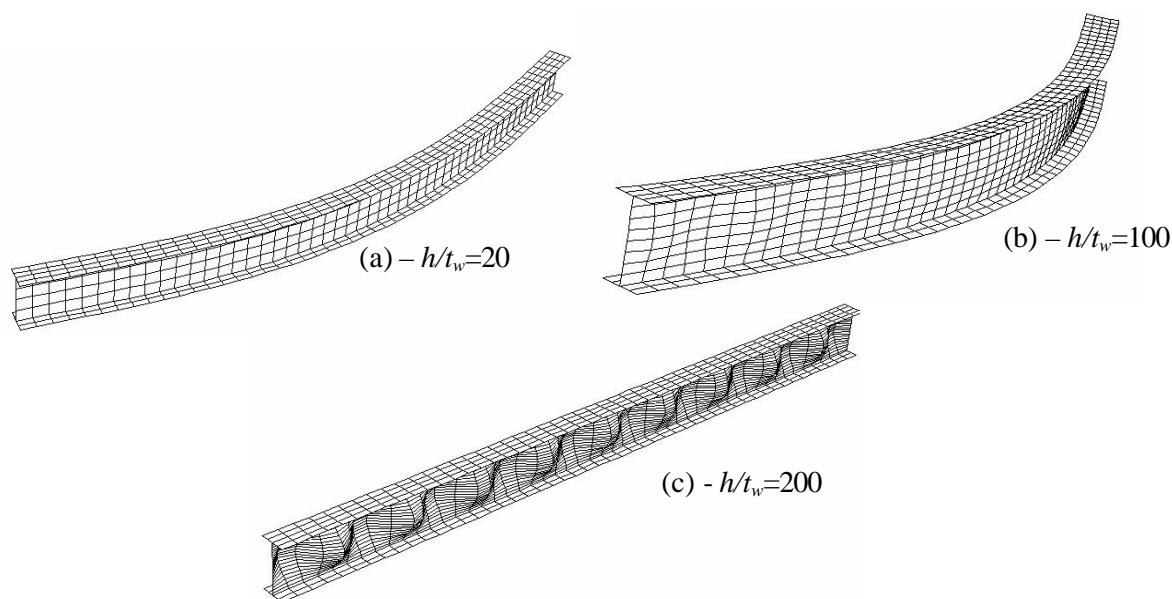 (a) – h/tw=20
(b) – h/tw=100
(c) - h/tw=200